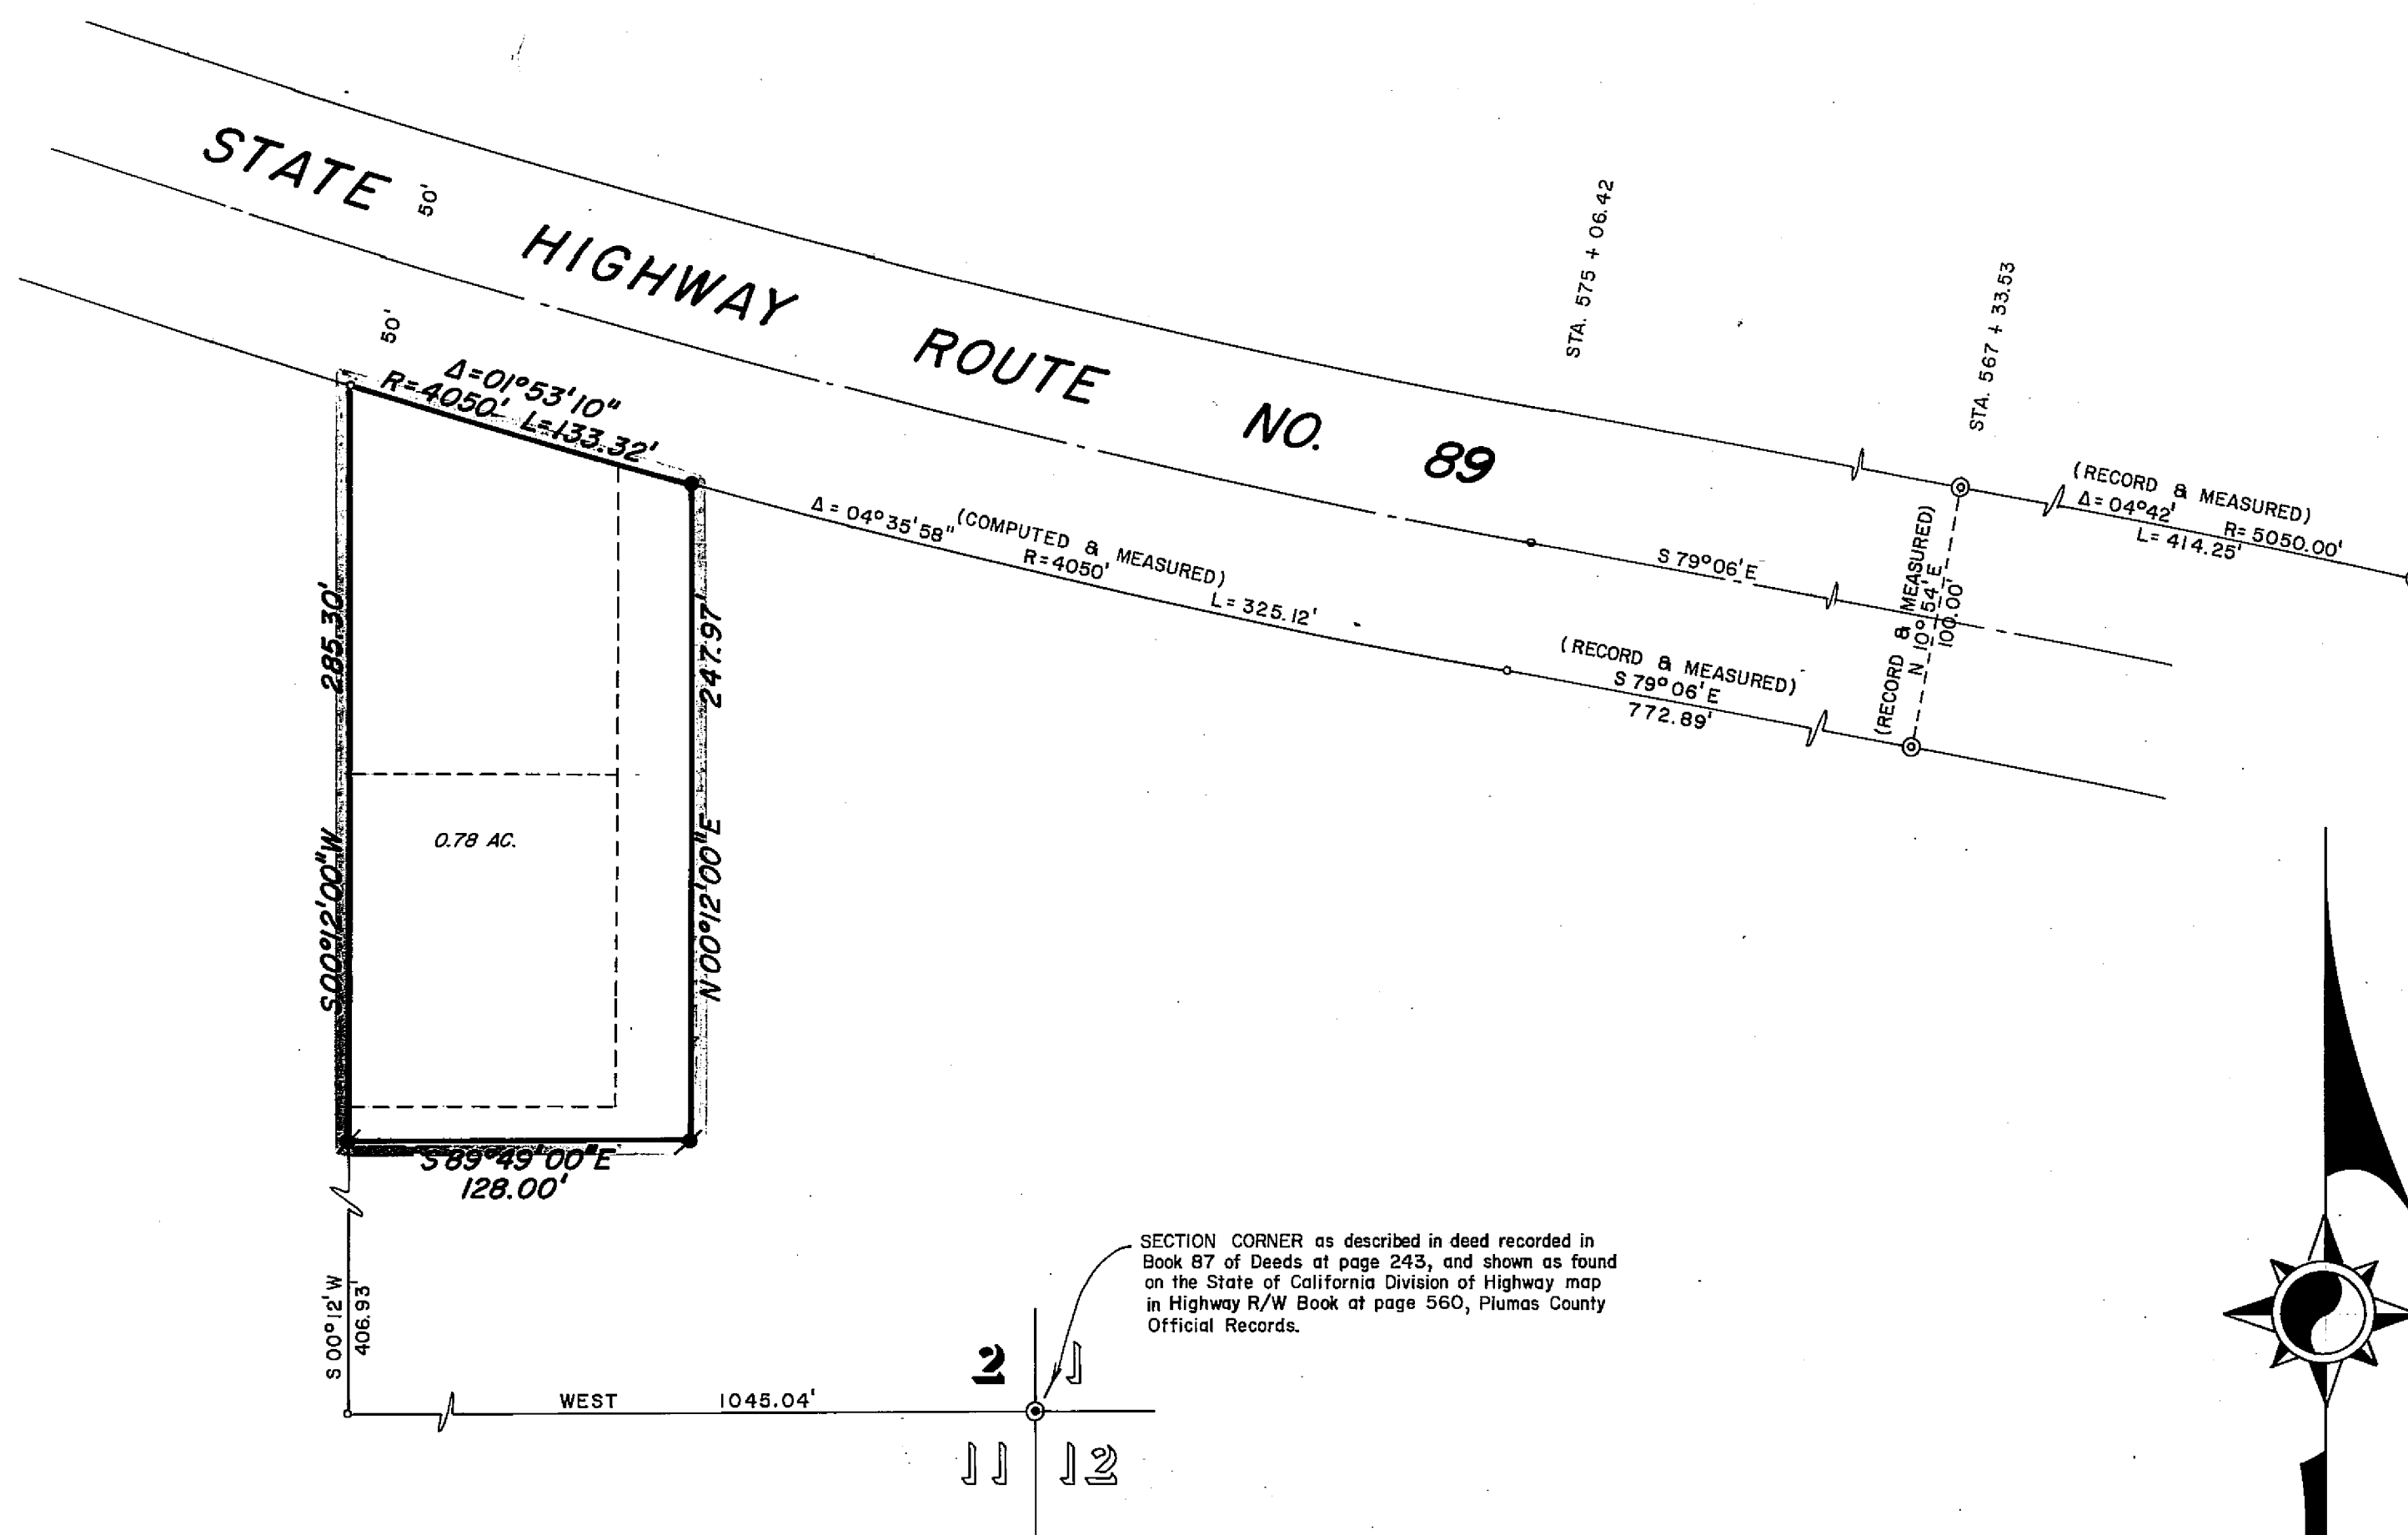 STATE HIGHWAY ROUTE NO. 89
50'
50'
STA. 575 + 06.42
STA. 567 + 33.53
Δ=01°53'10"
R=4050' L=133.32'
Δ = 04°35'58" (COMPUTED & MEASURED)
R=4050'
L= 325.12'
S 79°06'E
(RECORD & MEASURED)
S 79°06'E
772.89'
(RECORD & MEASURED)
N 10°54'E
100.00'
(RECORD & MEASURED)
Δ=04°42' R= 5050.00'
L= 414.25'
285.30'
S00°12'00"W
247.97'
N 00°12'00"E
0.78 AC.
S 89°49'00"E
128.00'
S 00°12' W
406.93'
WEST 1045.04'
SECTION CORNER as described in deed recorded in
Book 87 of Deeds at page 243, and shown as found
on the State of California Division of Highway map
in Highway R/W Book at page 560, Plumas County
Official Records.
2 1
11 12